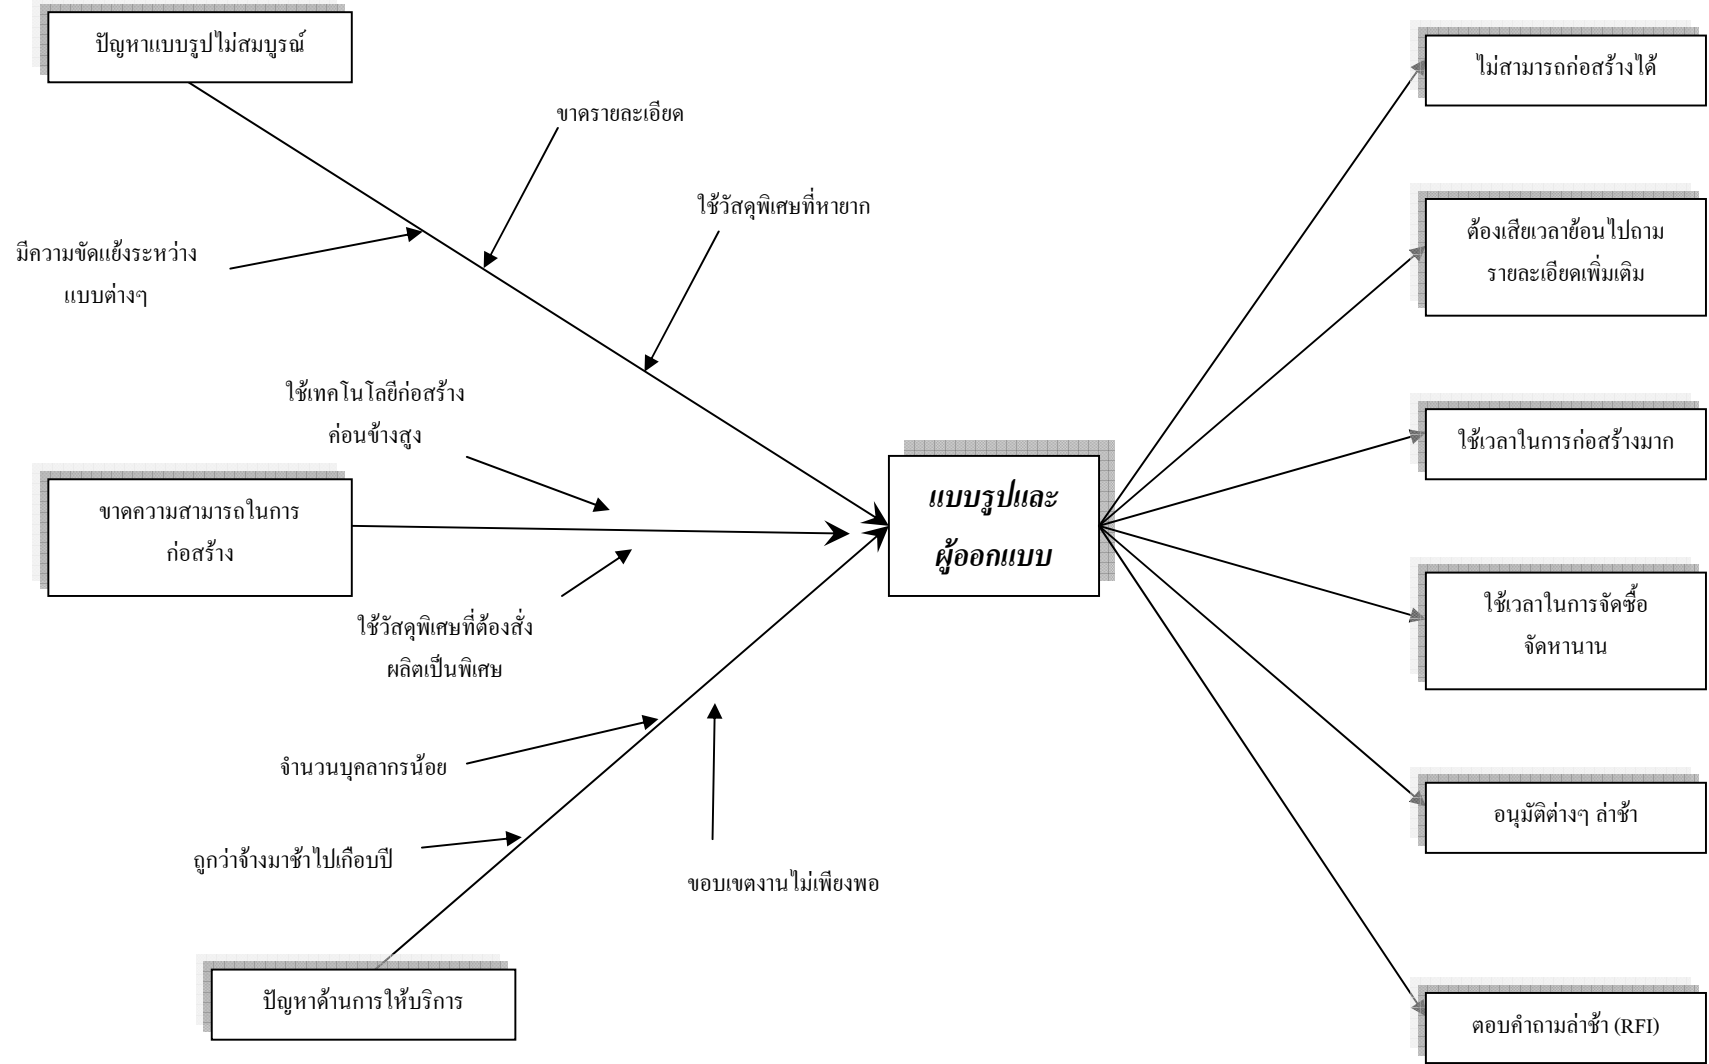 ปัญหาแบบรูปไม่สมบูรณ์
ขาดรายละเอียด
ใช้วัสดุพิเศษที่หายาก
มีความขัดแย้งระหว่าง
แบบต่างๆ
ใช้เทคโนโลยีก่อสร้าง
ค่อนข้างสูง
ขาดความสามารถในการ
ก่อสร้าง
ใช้วัสดุพิเศษที่ต้องสั่ง
ผลิตเป็นพิเศษ
จำนวนบุคลากรน้อย
ถูกว่าจ้างมาช้าไปเกือบปี
ขอบเขตงานไม่เพียงพอ
ปัญหาด้านการให้บริการ
แบบรูปและ
ผู้ออกแบบ
ไม่สามารถก่อสร้างได้
ต้องเสียเวลาย้อนไปถาม
รายละเอียดเพิ่มเติม
ใช้เวลาในการก่อสร้างมาก
ใช้เวลาในการจัดซื้อ
จัดหานาน
อนุมัติต่างๆ ล่าช้า
ตอบคำถามล่าช้า (RFI)